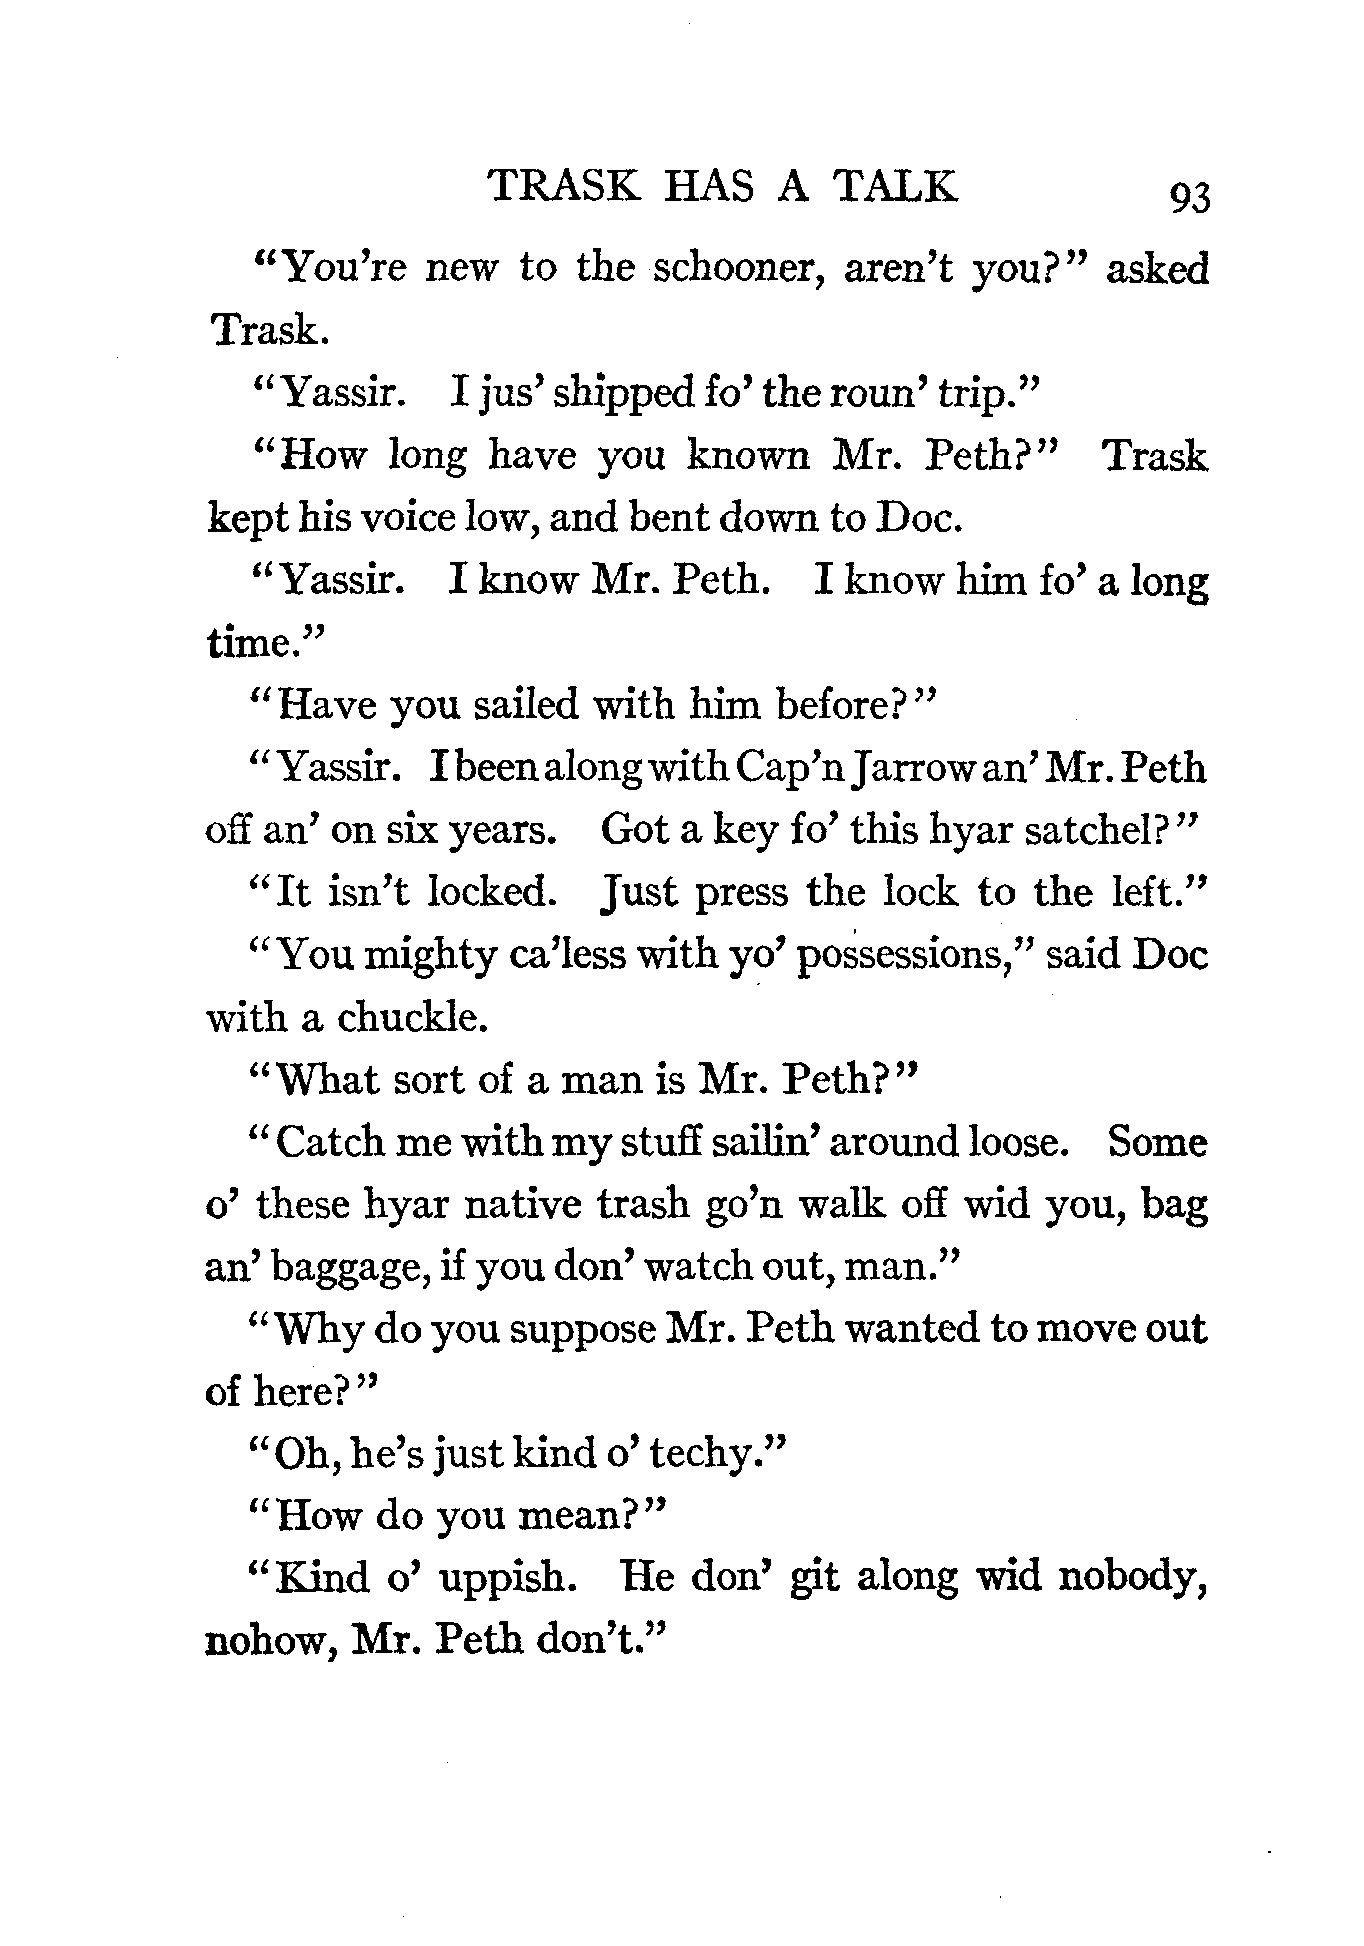 TRASK HAS A TALK 93
"You're new to the schooner, aren't you?" asked
Trask.
"Yassir. I jus' shipped fo' the roun' trip."
"How long have you known Mr. Peth?" Trask
kept his voice low, and bent down to Doc.
"Yassir. I know Mr. Peth. I know him fo' a long
time."
"Have you sailed with him before?"
"Yassir. I been along with Cap'n Jarrow an' Mr. Peth
off an' on six years. Got a key fo' this hyar satchel?"
"It isn't locked. Just press the lock to the left."
"You mighty ca'less with yo' possessions," said Doc
with a chuckle.
"What sort of a man is Mr. Peth?"
"Catch me with my stuff sailin' around loose. Some
o' these hyar native trash go'n walk off wid you, bag
an' baggage, if you don' watch out, man."
"Why do you suppose Mr. Peth wanted to move out
of here?"
"Oh, he's just kind o' techy."
"How do you mean?"
"Kind o' uppish. He don' git along wid nobody,
nohow, Mr. Peth don't."